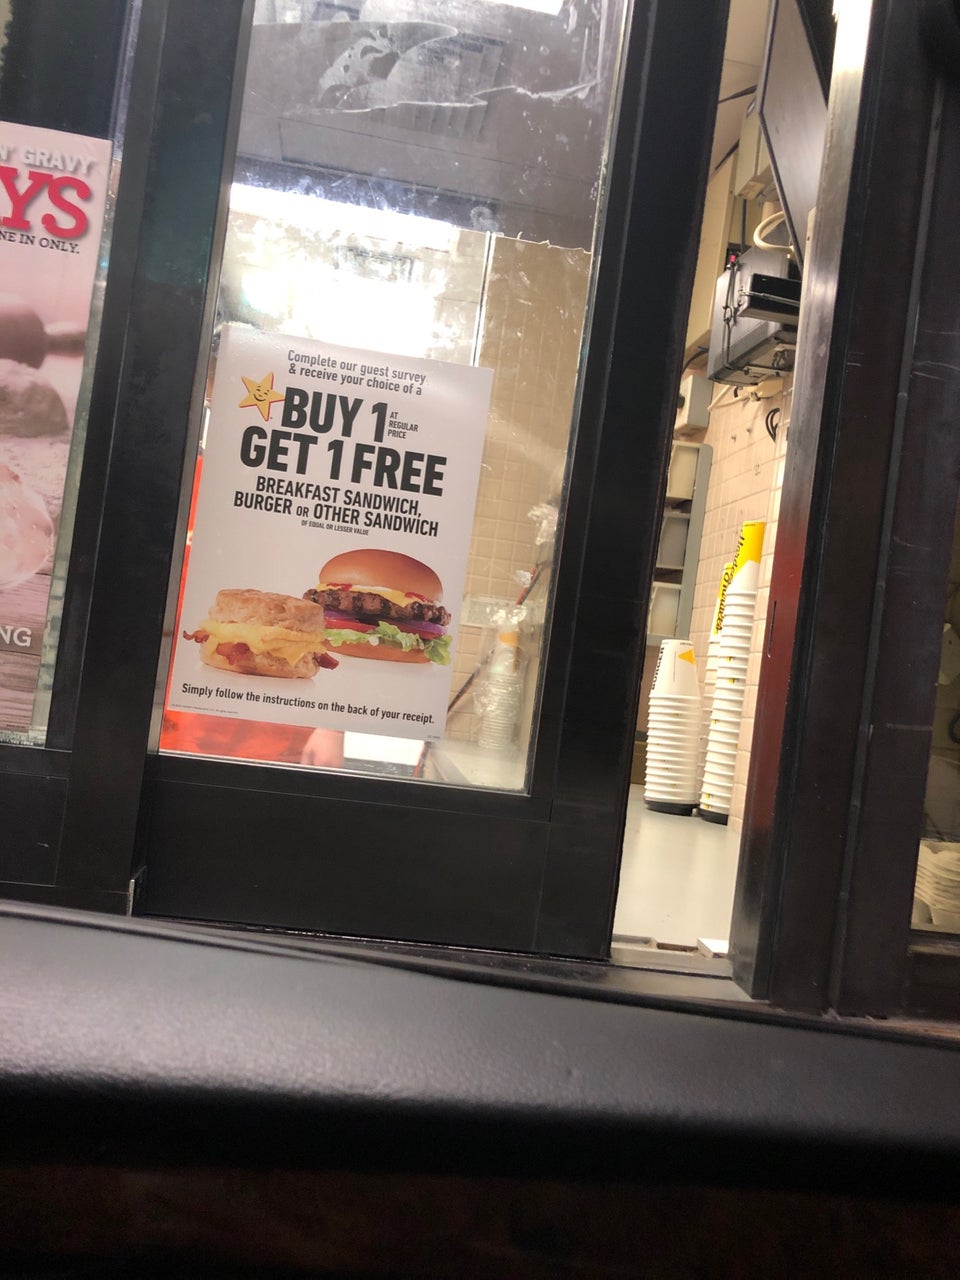 N' GRAVY
YS
NE IN ONLY.
NG
Complete our guest survey
& receive your choice of a
BUY 1 AT REGULAR PRICE
GET 1 FREE
BREAKFAST SANDWICH,
BURGER OR OTHER SANDWICH
OF EQUAL OR LESSER VALUE
Simply follow the instructions on the back of your receipt.